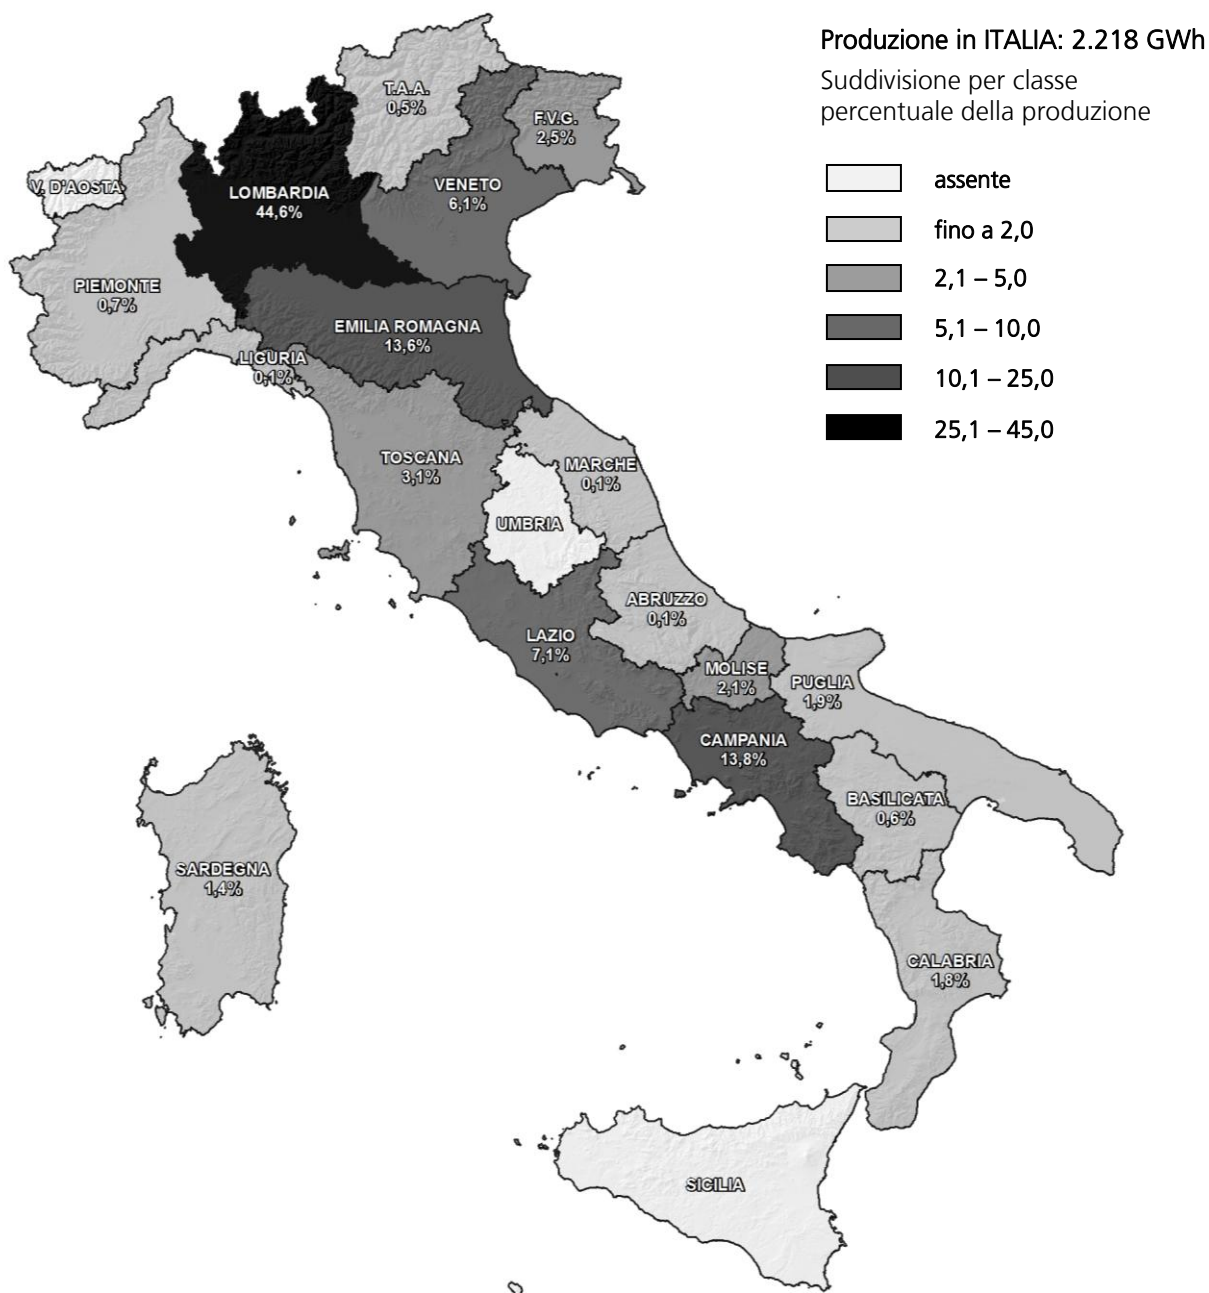 Produzione in ITALIA: 2.218 GWh
Suddivisione per classe
percentuale della produzione
assente
fino a 2,0
2,1 – 5,0
5,1 – 10,0
10,1 – 25,0
25,1 – 45,0
T.A.A.
0,5%
F.V.G.
2,5%
V. D'AOSTA
LOMBARDIA
44,6%
VENETO
6,1%
PIEMONTE
0,7%
EMILIA ROMAGNA
13,6%
LIGURIA
0,1%
TOSCANA
3,1%
MARCHE
0,1%
UMBRIA
ABRUZZO
0,1%
LAZIO
7,1%
MOLISE
2,1%
PUGLIA
1,9%
CAMPANIA
13,8%
BASILICATA
0,6%
SARDEGNA
1,4%
CALABRIA
1,8%
SICILIA